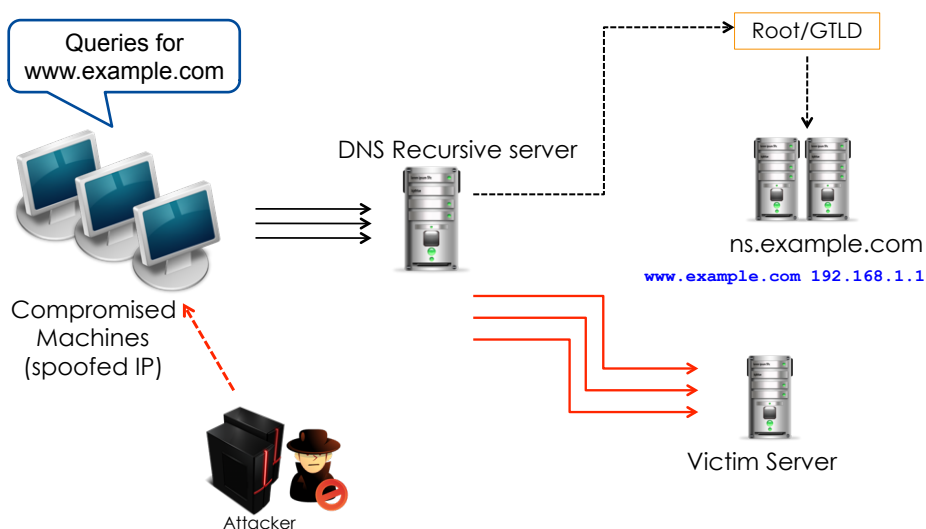 Queries for
www.example.com
Root/GTLD
DNS Recursive server
ns.example.com
www.example.com 192.168.1.1
Compromised
Machines
(spoofed IP)
Victim Server
Attacker